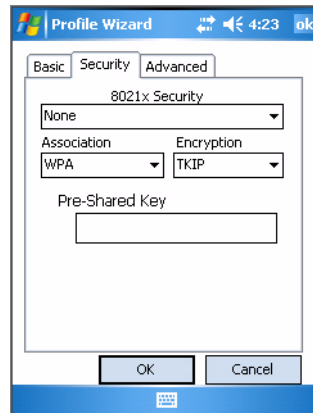 Profile Wizard 4:23 ok
Basic Security Advanced
8021x Security
None
Association Encryption
WPA TKIP
Pre-Shared Key
OK Cancel